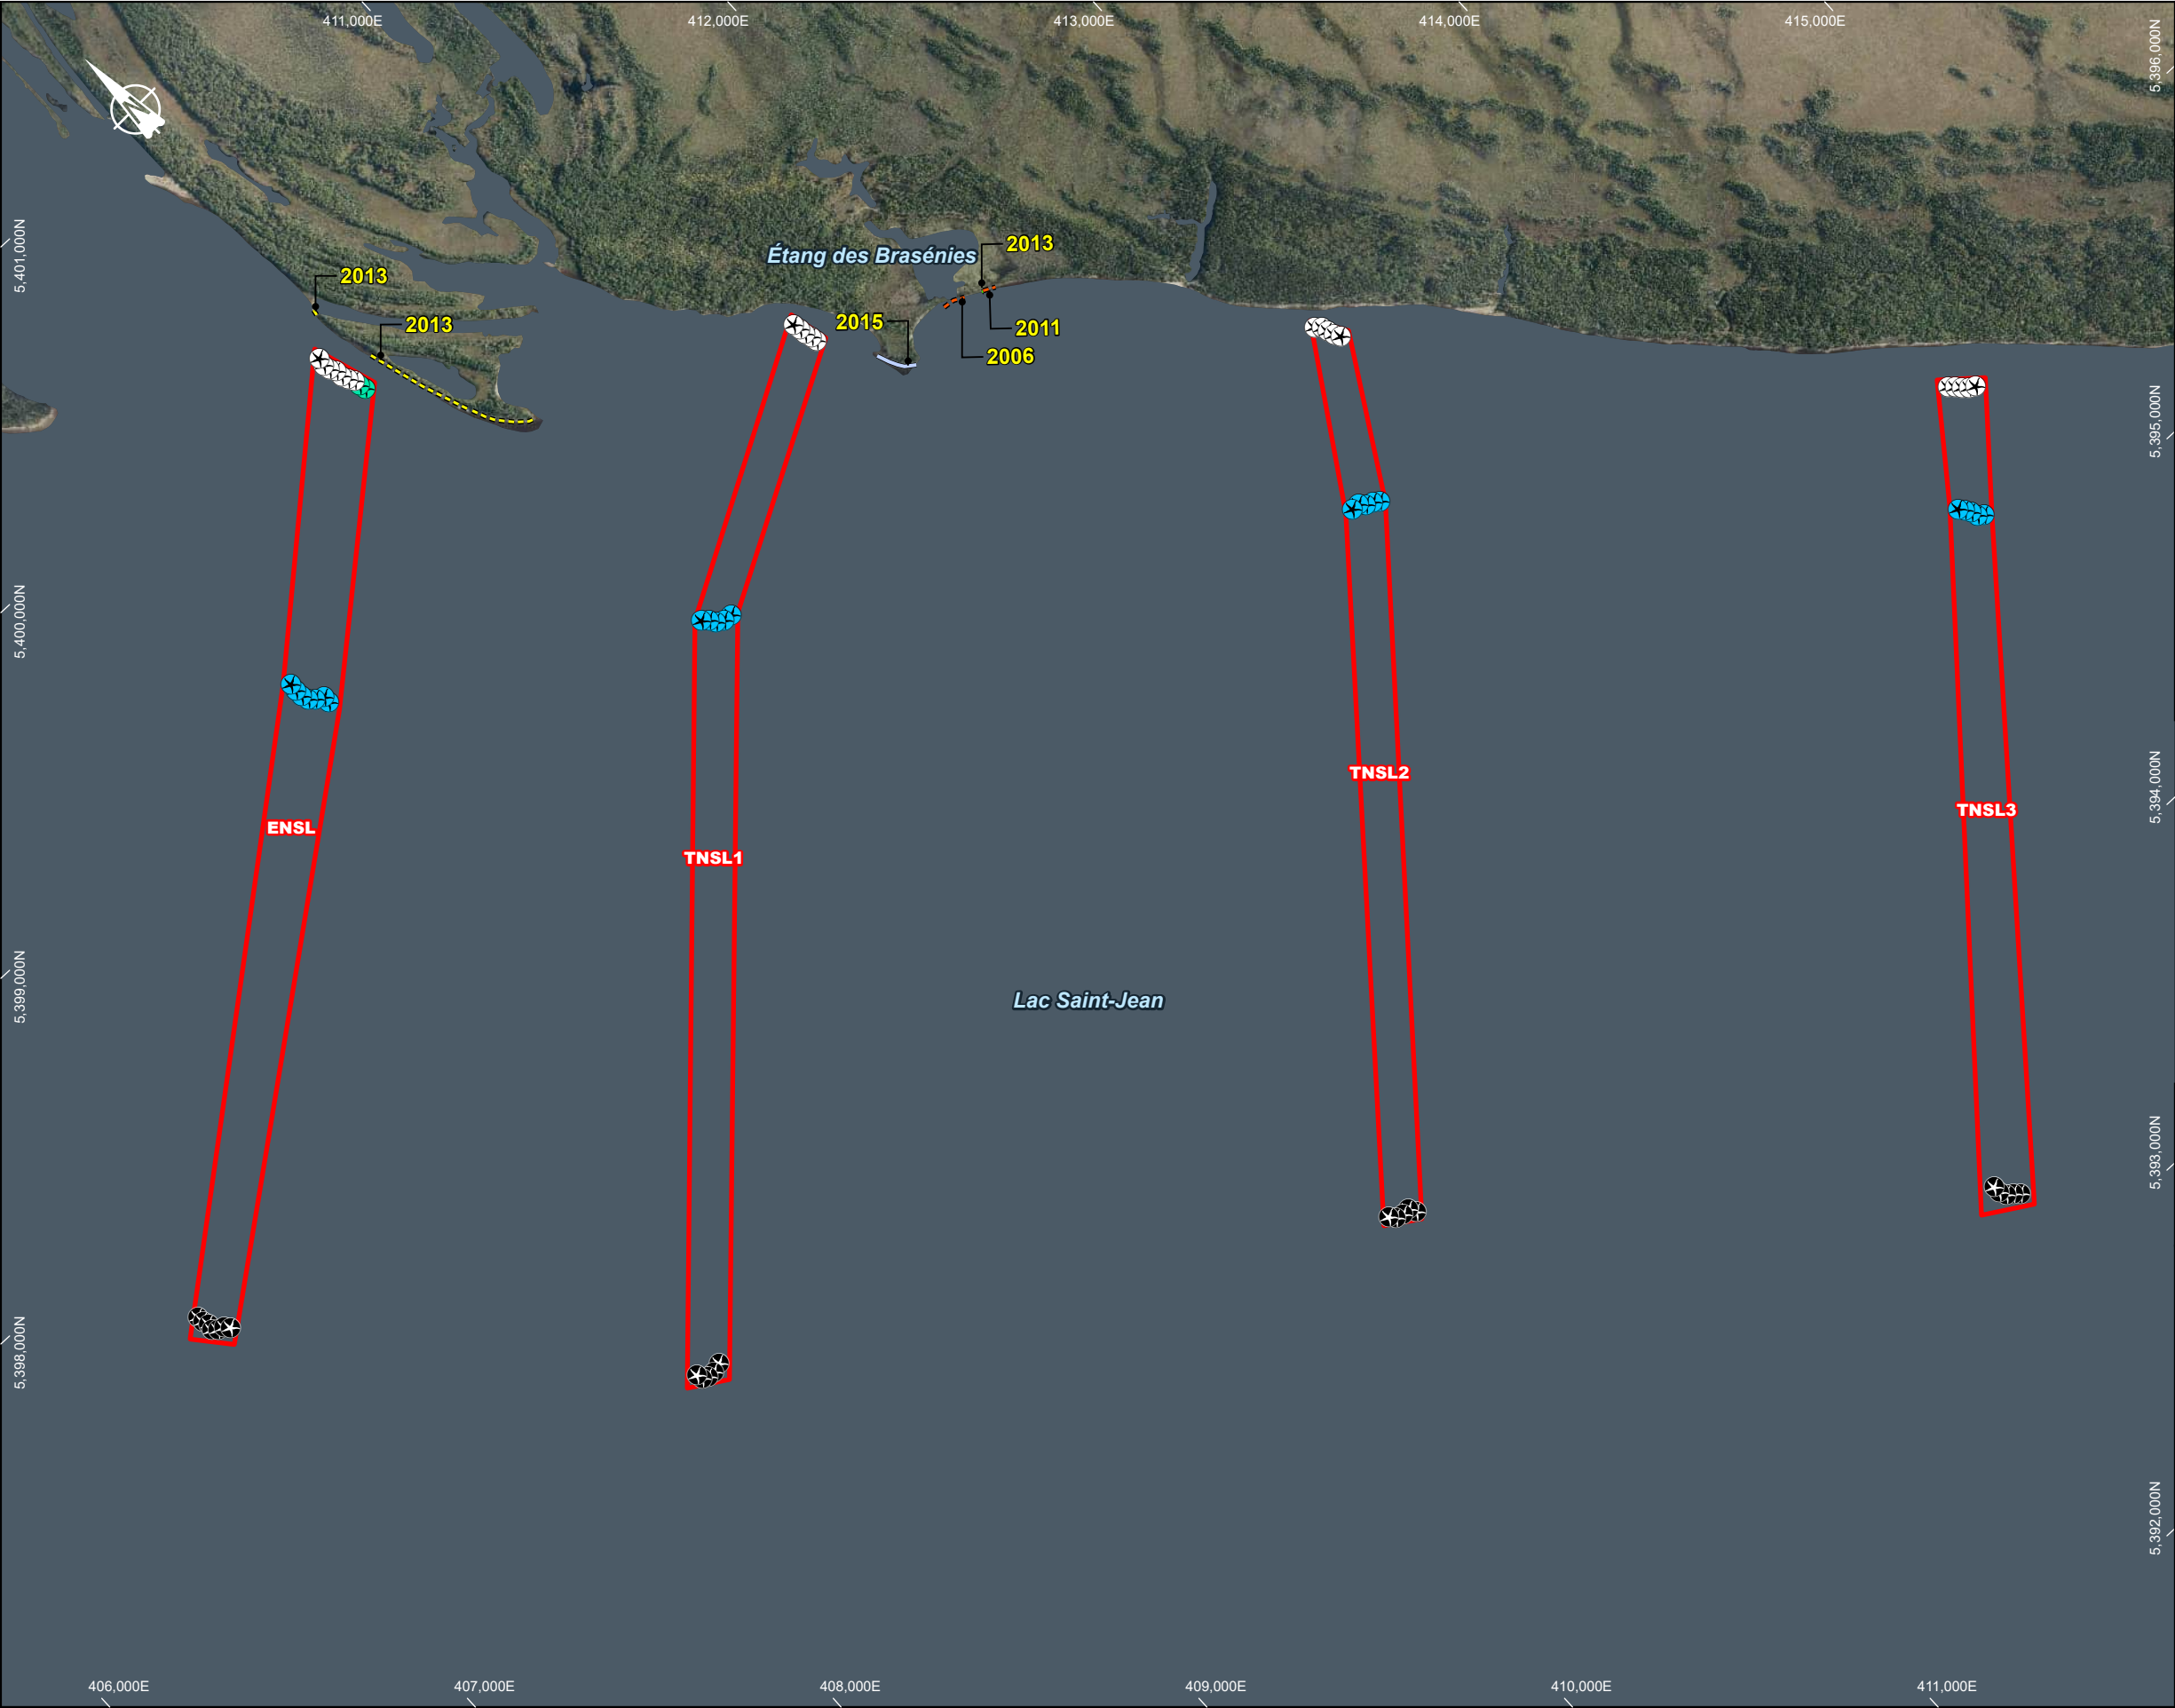 411,000E
412,000E
413,000E
414,000E
415,000E
5,396,000N
5,401,000N
Étang des Brasénies
2013
2013
2013
2015
2011
2006
5,395,000N
5,400,000N
TNSL2
5,394,000N
TNSL3
ENSL
TNSL1
5,399,000N
Lac Saint-Jean
5,393,000N
5,398,000N
5,392,000N
406,000E
407,000E
408,000E
409,000E
410,000E
411,000E